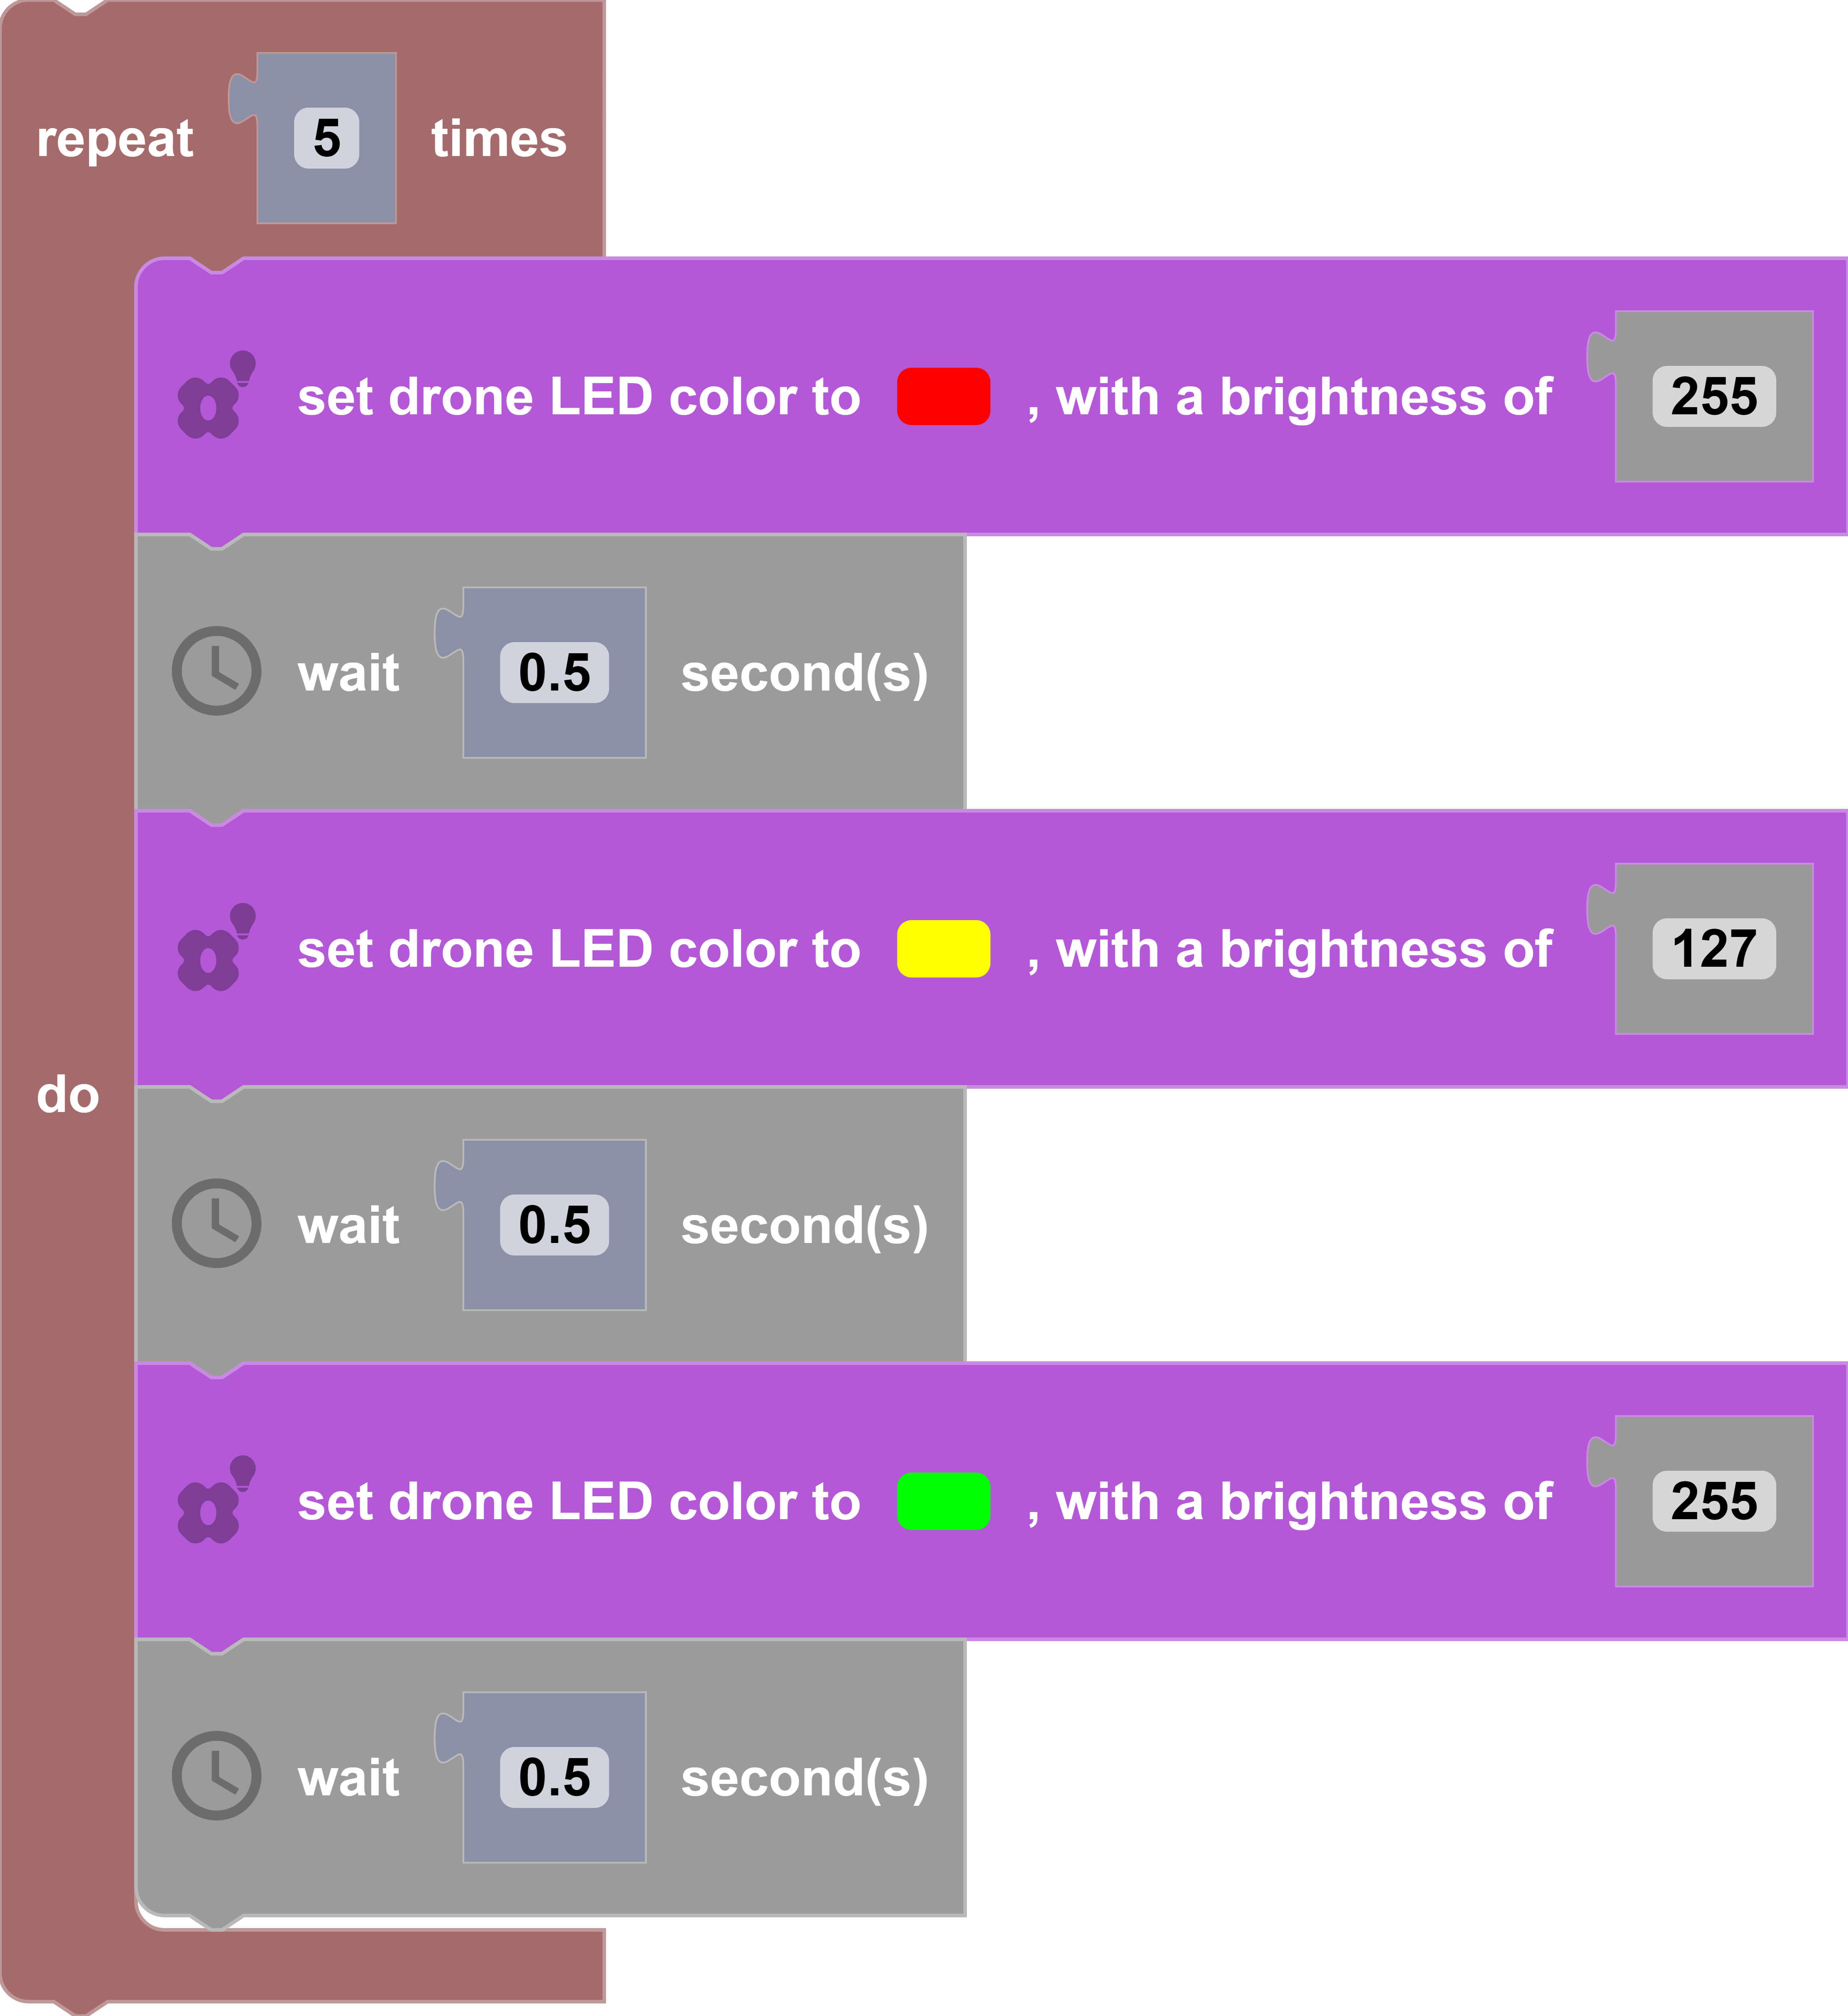 repeat 5 times
set drone LED color to , with a brightness of 255
wait 0.5 second(s)
set drone LED color to , with a brightness of 127
do
wait 0.5 second(s)
set drone LED color to , with a brightness of 255
wait 0.5 second(s)